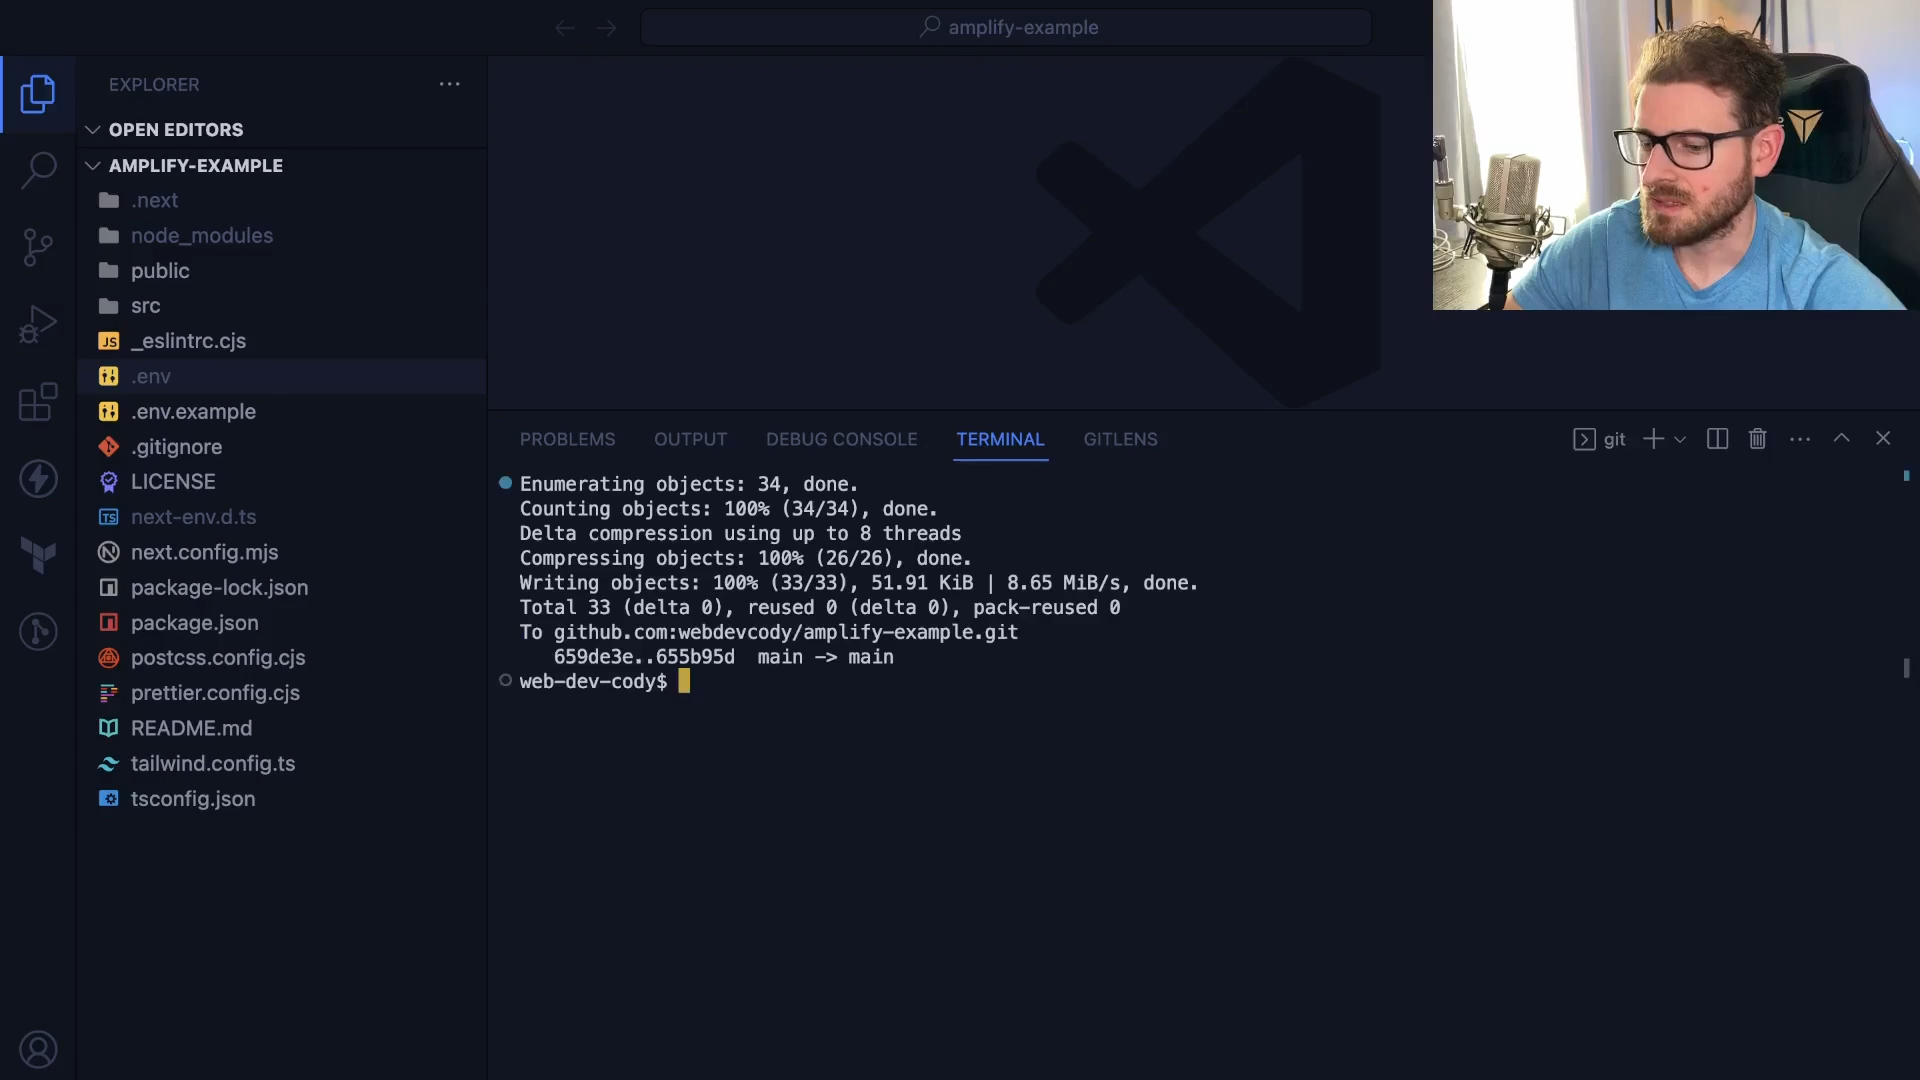 amplify-example
EXPLORER
OPEN EDITORS
AMPLIFY-EXAMPLE
.next
node_modules
public
src
JS _eslintrc.cjs
.env
.env.example
.gitignore
LICENSE
TS next-env.d.ts
next.config.mjs
package-lock.json
package.json
postcss.config.cjs
prettier.config.cjs
README.md
tailwind.config.ts
tsconfig.json
PROBLEMS OUTPUT DEBUG CONSOLE TERMINAL GITLENS git
Enumerating objects: 34, done.
Counting objects: 100% (34/34), done.
Delta compression using up to 8 threads
Compressing objects: 100% (26/26), done.
Writing objects: 100% (33/33), 51.91 KiB | 8.65 MiB/s, done.
Total 33 (delta 0), reused 0 (delta 0), pack-reused 0
To github.com:webdevcody/amplify-example.git
659de3e..655b95d main -> main
web-dev-cody$